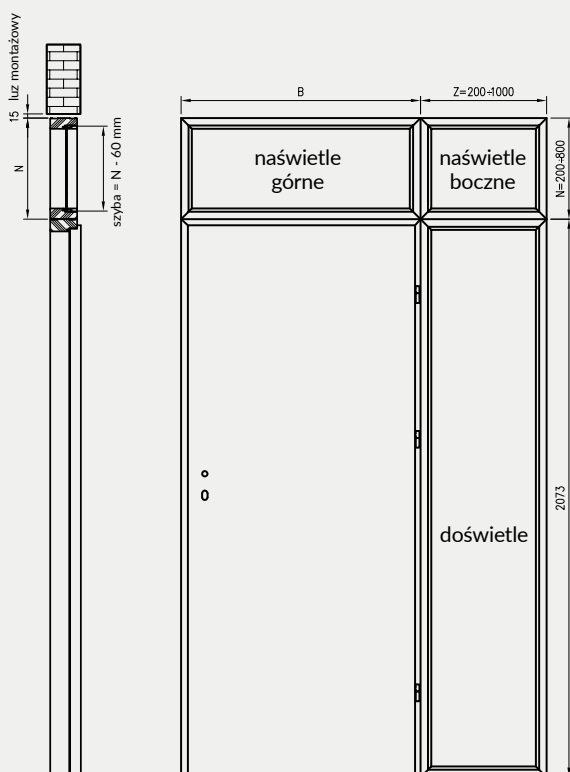 15 luz montażowy
N
szyba = N - 60 mm
B
Z=200÷1000
naświetle
górne
naświetle
boczne
N=200÷800
2073
doświetle